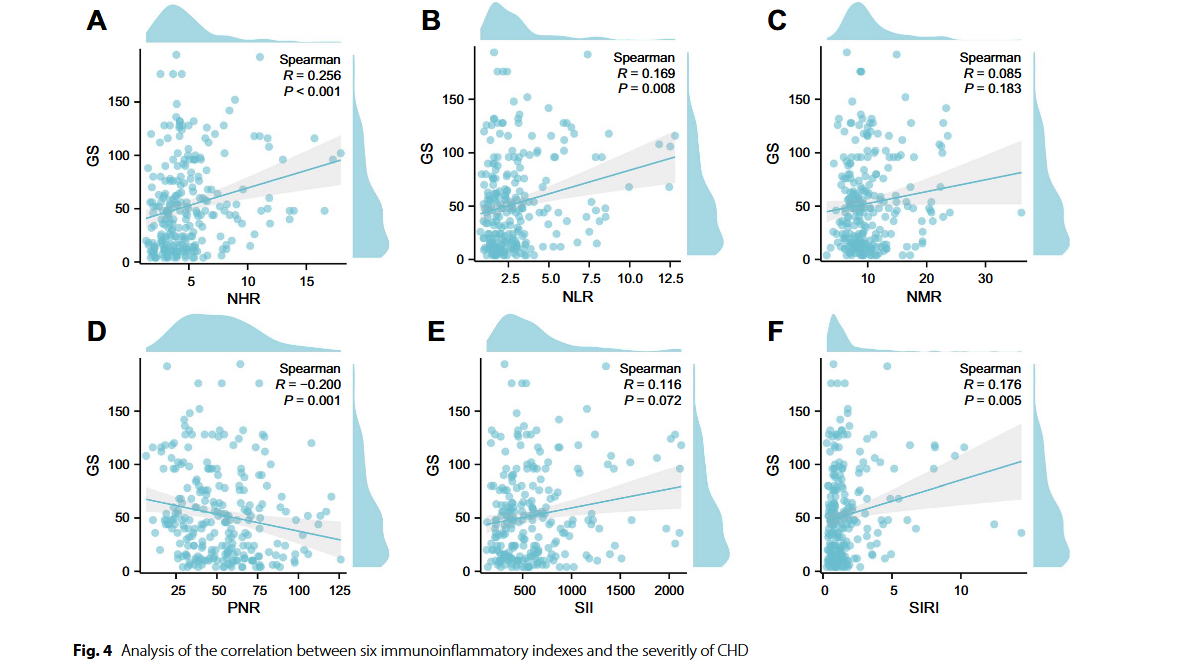 A
Spearman
R = 0.256
P < 0.001
150
100
50
0
GS
5 10 15
NHR
B
Spearman
R = 0.169
P = 0.008
150
100
50
0
GS
2.5 5.0 7.5 10.0 12.5
NLR
C
Spearman
R = 0.085
P = 0.183
150
100
50
0
GS
10 20 30
NMR
D
Spearman
R = −0.200
P = 0.001
150
100
50
0
GS
25 50 75 100 125
PNR
E
Spearman
R = 0.116
P = 0.072
150
100
50
0
GS
500 1000 1500 2000
SII
F
Spearman
R = 0.176
P = 0.005
150
100
50
0
GS
0 5 10
SIRI
Fig. 4 Analysis of the correlation between six immunoinflammatory indexes and the severitly of CHD